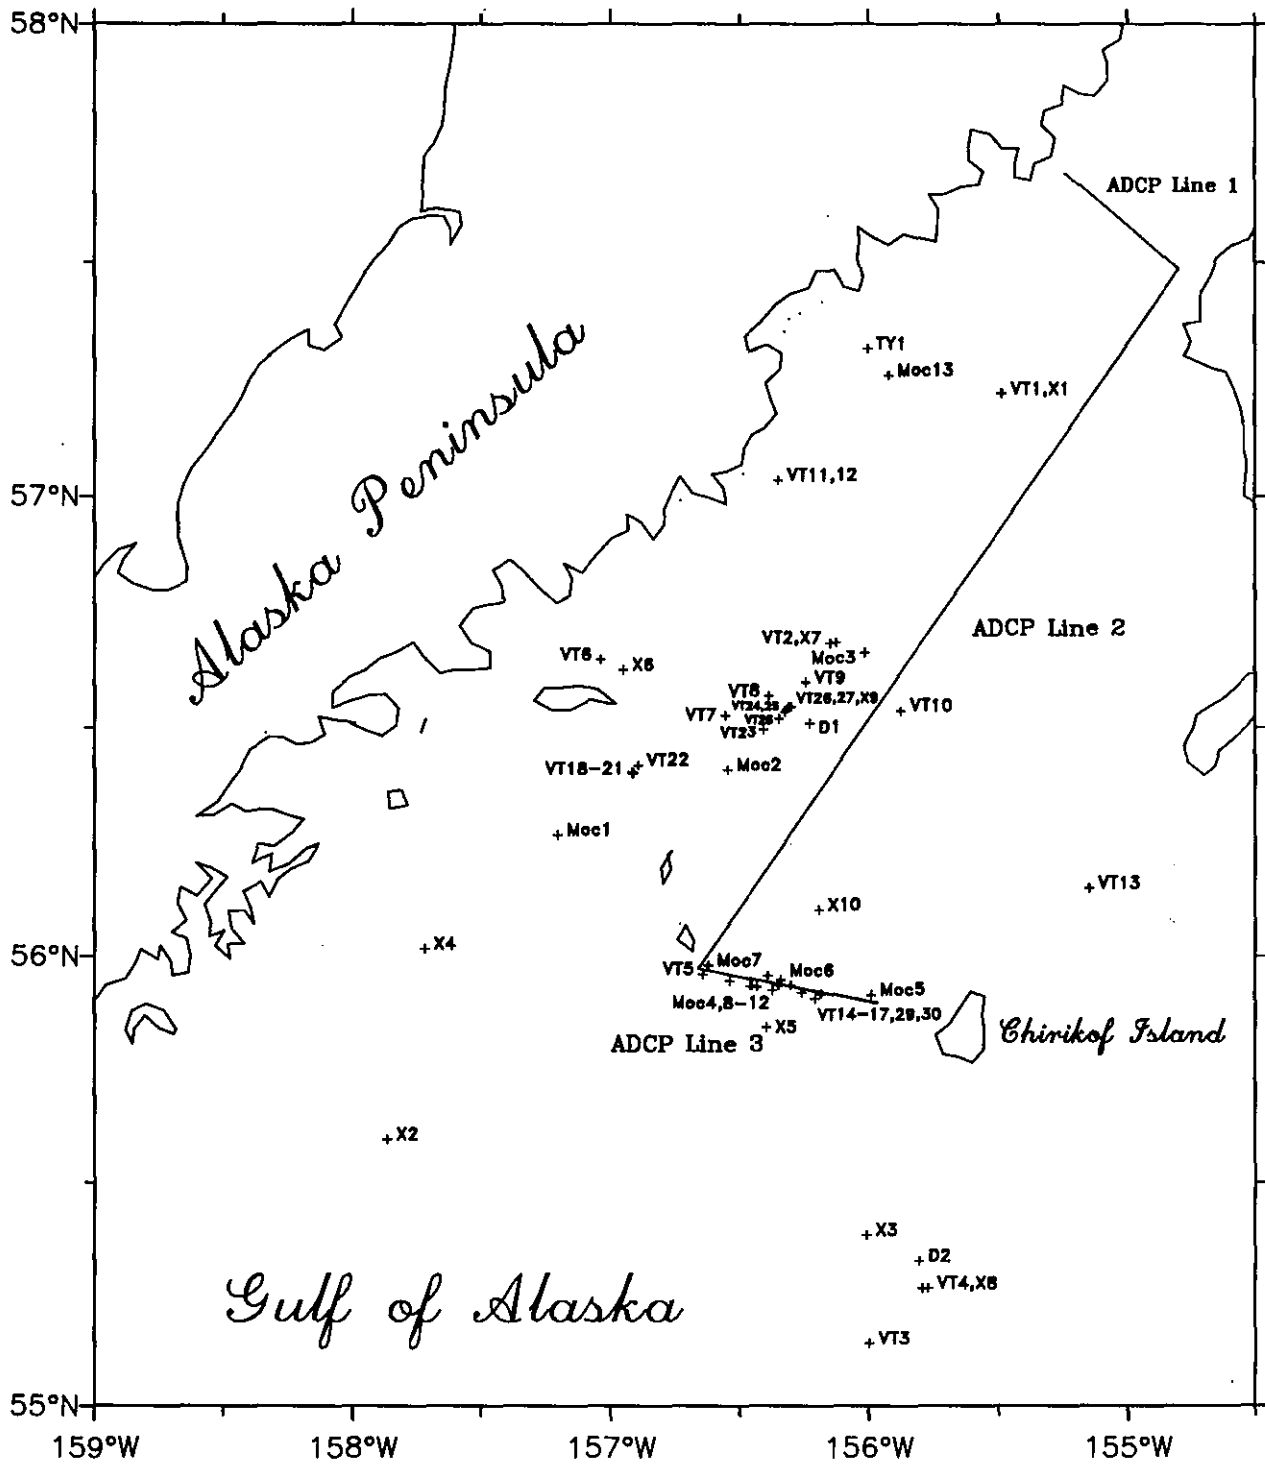 58°N
ADCP Line 1
TY1
Moc13
VT1,X1
Alaska Peninsula
VT11,12
57°N
ADCP Line 2
VT2,X7
Moc3
VT6
X6
VT9
VT8
VT26,27,X9
VT24,25
VT10
VT7
D1
VT23
VT22
VT18-21
Moc2
Moc1
VT13
X10
X4
56°N
Moc7
VT5
Moc6
Moc5
Moc4,8-12
VT14-17,29,30
X5
Chirikof Island
ADCP Line 3
X2
X3
D2
VT4,X8
Gulf of Alaska
VT3
55°N
159°W
158°W
157°W
156°W
155°W